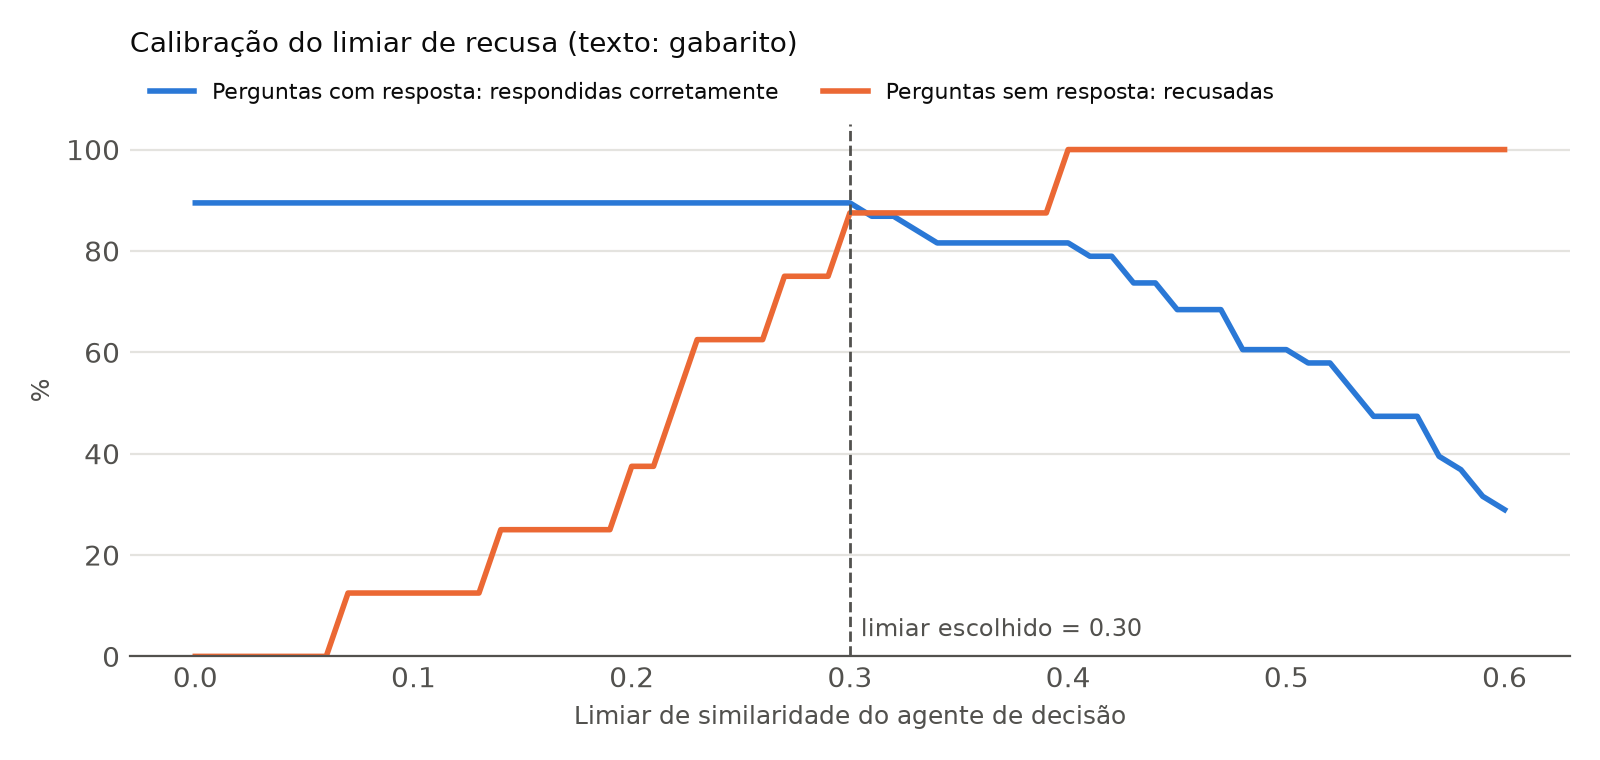 Calibração do limiar de recusa (texto: gabarito)
Perguntas com resposta: respondidas corretamente
Perguntas sem resposta: recusadas
100
80
60
40
20
0
%
limiar escolhido = 0.30
0.0 0.1 0.2 0.3 0.4 0.5 0.6
Limiar de similaridade do agente de decisão